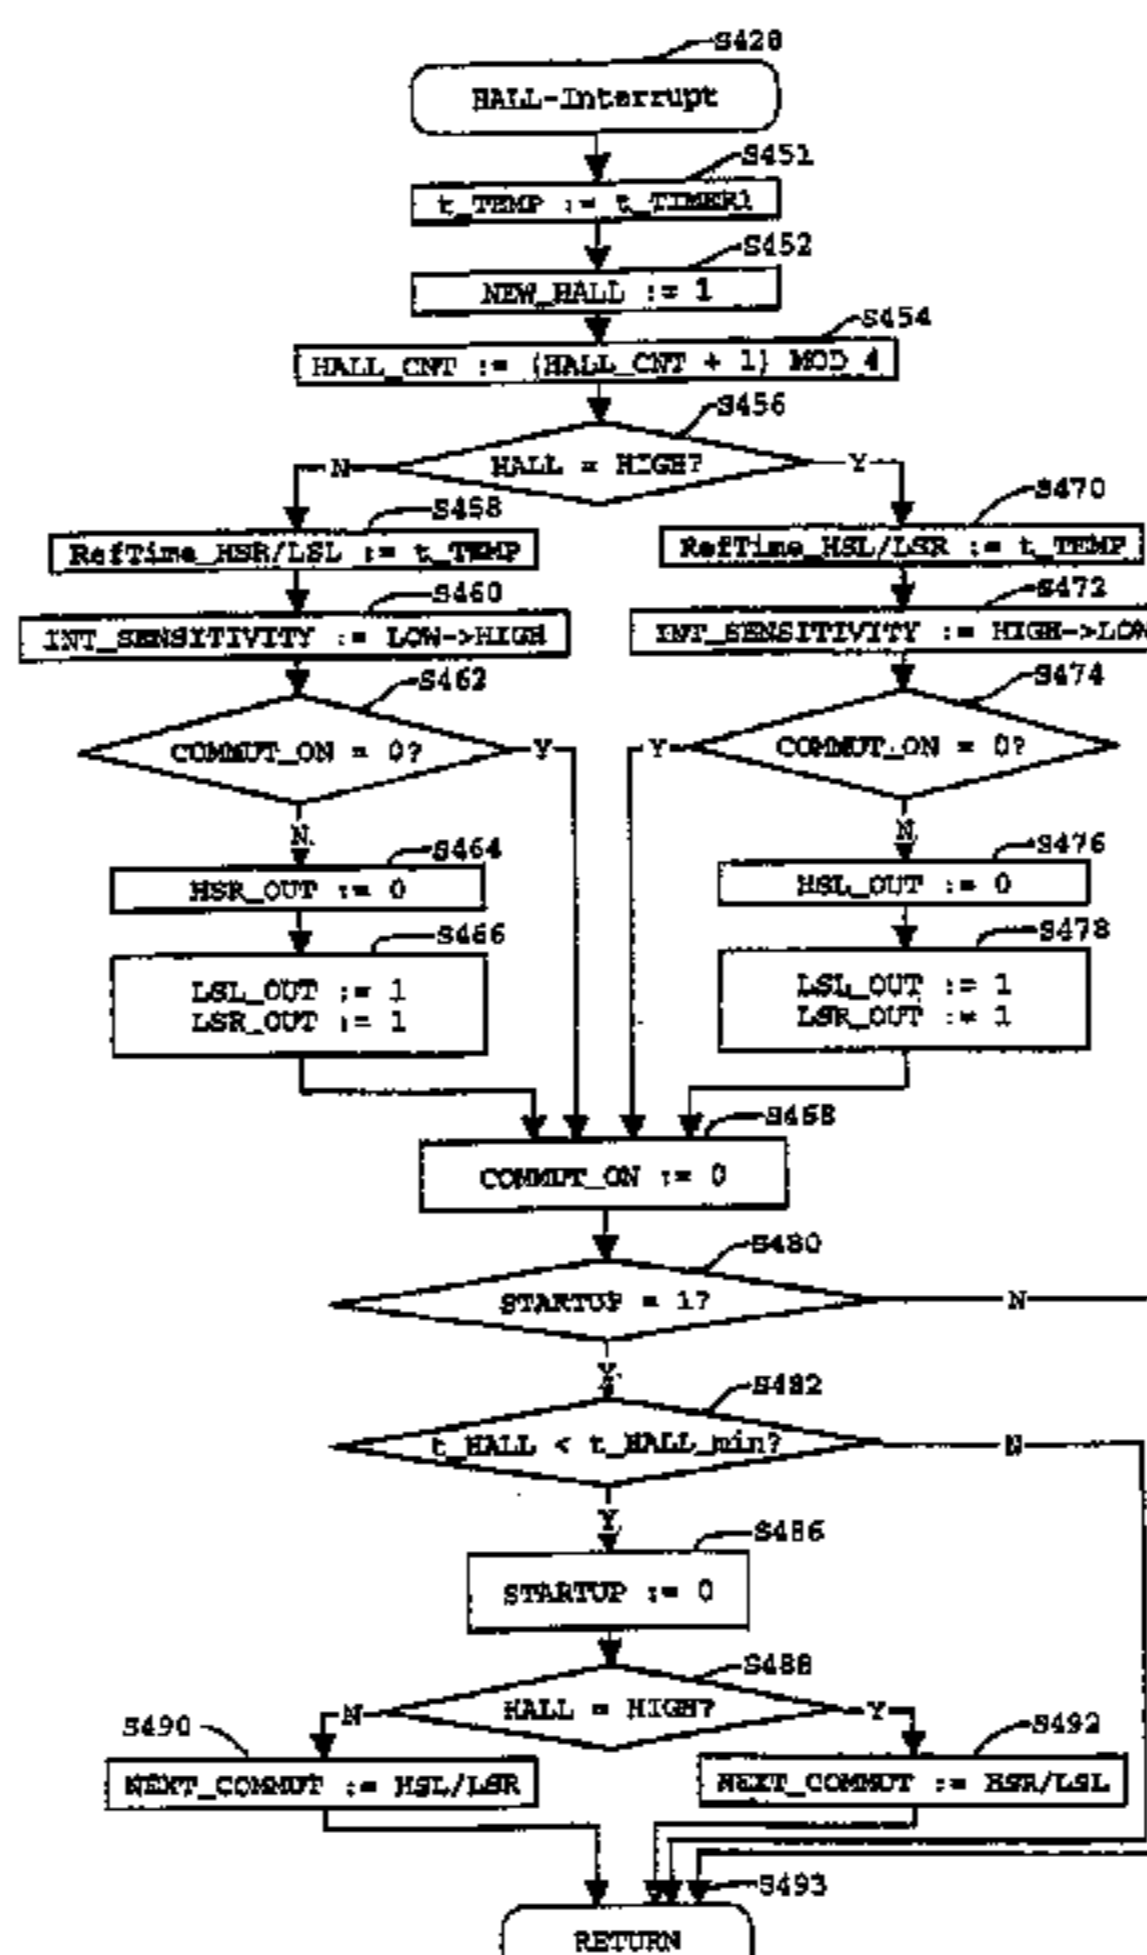 S428
HALL-Interrupt
S451
t_TEMP := t_TIMER1
S452
NEW_HALL := 1
S454
HALL_CNT := (HALL_CNT + 1) MOD 4
S456
HALL = HIGH?
N
Y
S458
RefTime_HSR/LSL := t_TEMP
S470
RefTime_HSL/LSR := t_TEMP
S460
INT_SENSITIVITY := LOW->HIGH
S472
INT_SENSITIVITY := HIGH->LOW
S462
COMMUT_ON = 0?
Y
S474
Y
COMMUT_ON = 0?
N
N
S464
HSR_OUT := 0
S476
HSL_OUT := 0
S466
LSL_OUT := 1
LSR_OUT := 1
S478
LSL_OUT := 1
LSR_OUT := 1
S468
COMMUT_ON := 0
S480
STARTUP = 1?
N
Y
S482
t_HALL < t_HALL_min?
N
Y
S486
STARTUP := 0
S488
HALL = HIGH?
N
Y
S490
NEXT_COMMUT := HSL/LSR
S492
NEXT_COMMUT := HSR/LSL
S493
RETURN